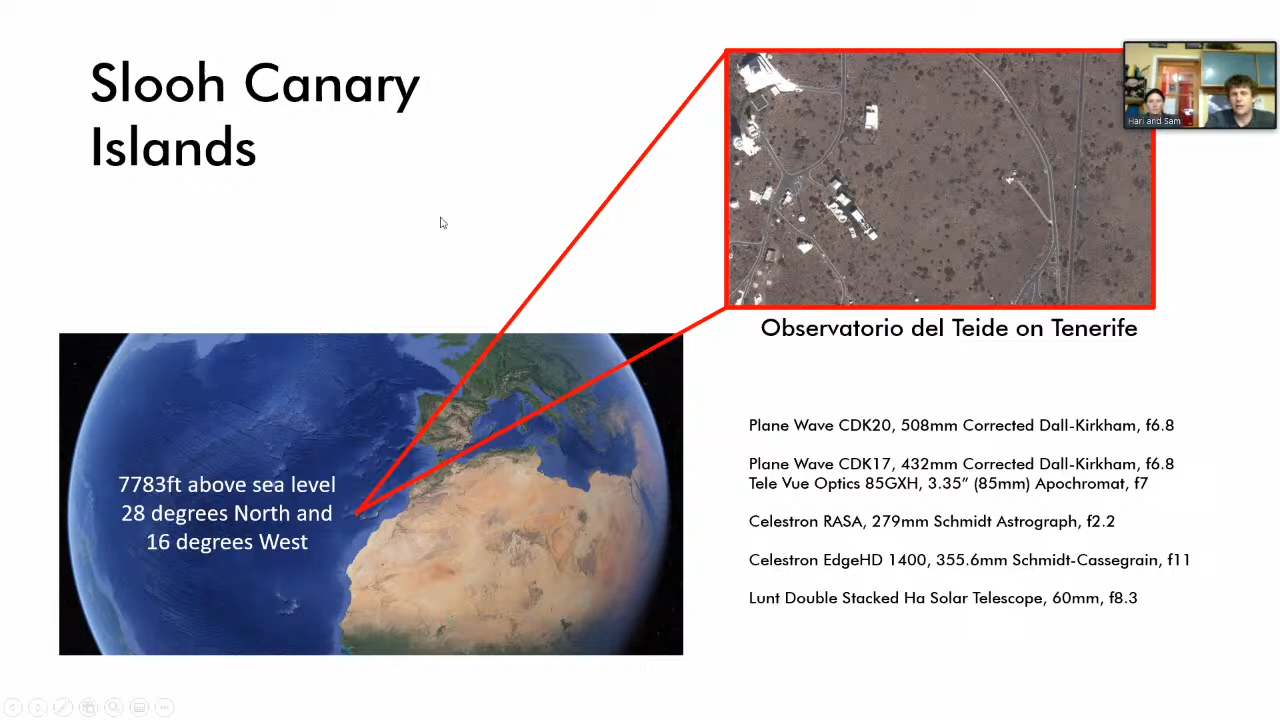 Slooh Canary
Islands
Hari and Sam
Observatorio del Teide on Tenerife
7783ft above sea level
28 degrees North and
16 degrees West
Plane Wave CDK20, 508mm Corrected Dall-Kirkham, f6.8
Plane Wave CDK17, 432mm Corrected Dall-Kirkham, f6.8
Tele Vue Optics 85GXH, 3.35” (85mm) Apochromat, f7
Celestron RASA, 279mm Schmidt Astrograph, f2.2
Celestron EdgeHD 1400, 355.6mm Schmidt-Cassegrain, f11
Lunt Double Stacked Ha Solar Telescope, 60mm, f8.3